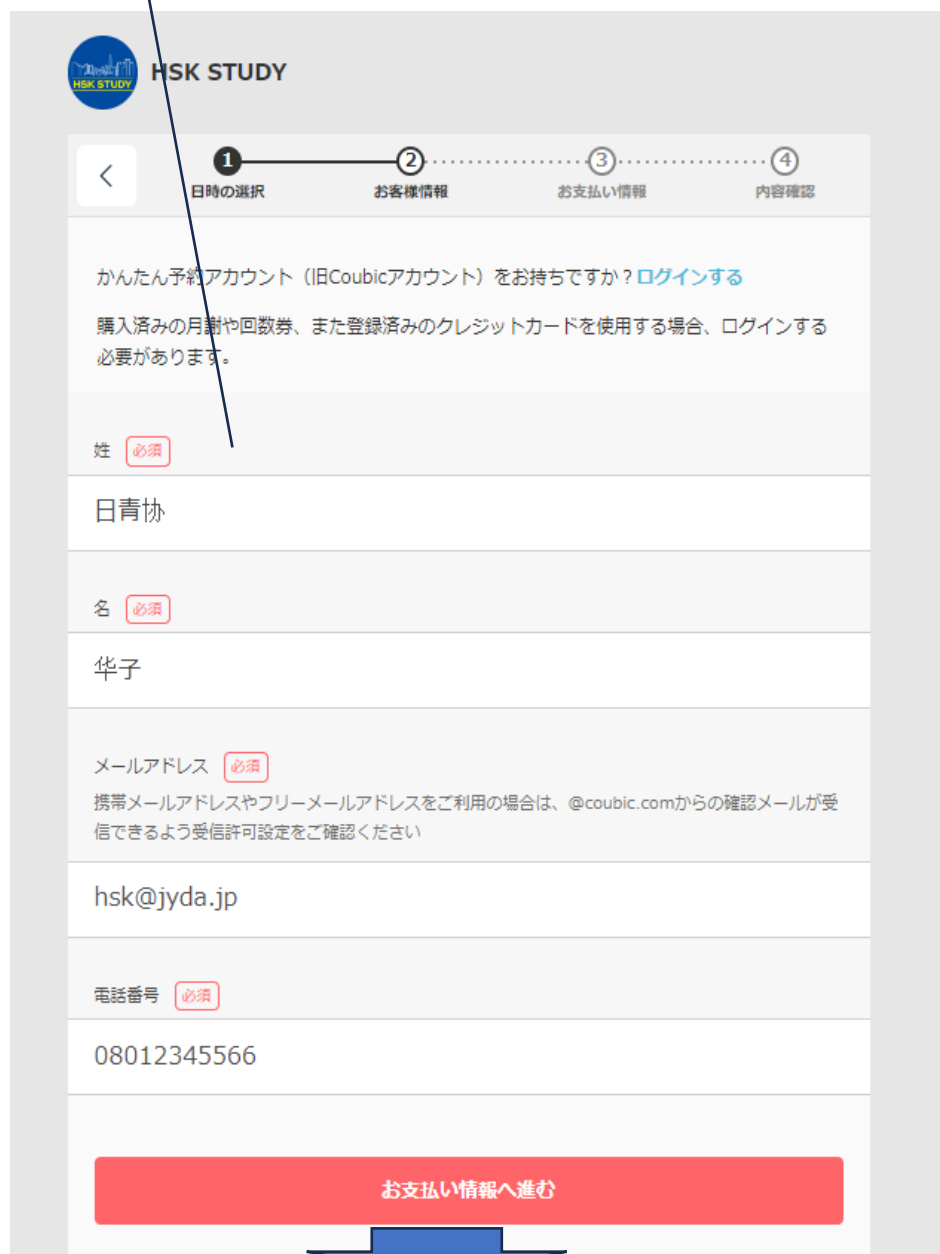 HSK STUDY
HSK STUDY
1 2 3 4
日時の選択 お客様情報 お支払い情報 内容確認
かんたん予約アカウント（旧Coubicアカウント）をお持ちですか？ログインする
購入済みの月謝や回数券、また登録済みのクレジットカードを使用する場合、ログインする
必要があります。
姓 必須
日青协
名 必須
华子
メールアドレス 必須
携帯メールアドレスやフリーメールアドレスをご利用の場合は、@coubic.comからの確認メールが受
信できるよう受信許可設定をご確認ください
hsk@jyda.jp
電話番号 必須
08012345566
お支払い情報へ進む